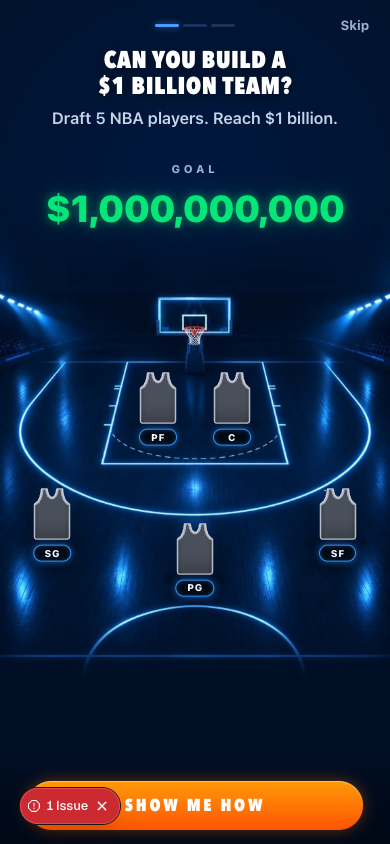 Skip
CAN YOU BUILD A
$1 BILLION TEAM?
Draft 5 NBA players. Reach $1 billion.
GOAL
$1,000,000,000
PF
C
SG
SF
PG
1 Issue
SHOW ME HOW